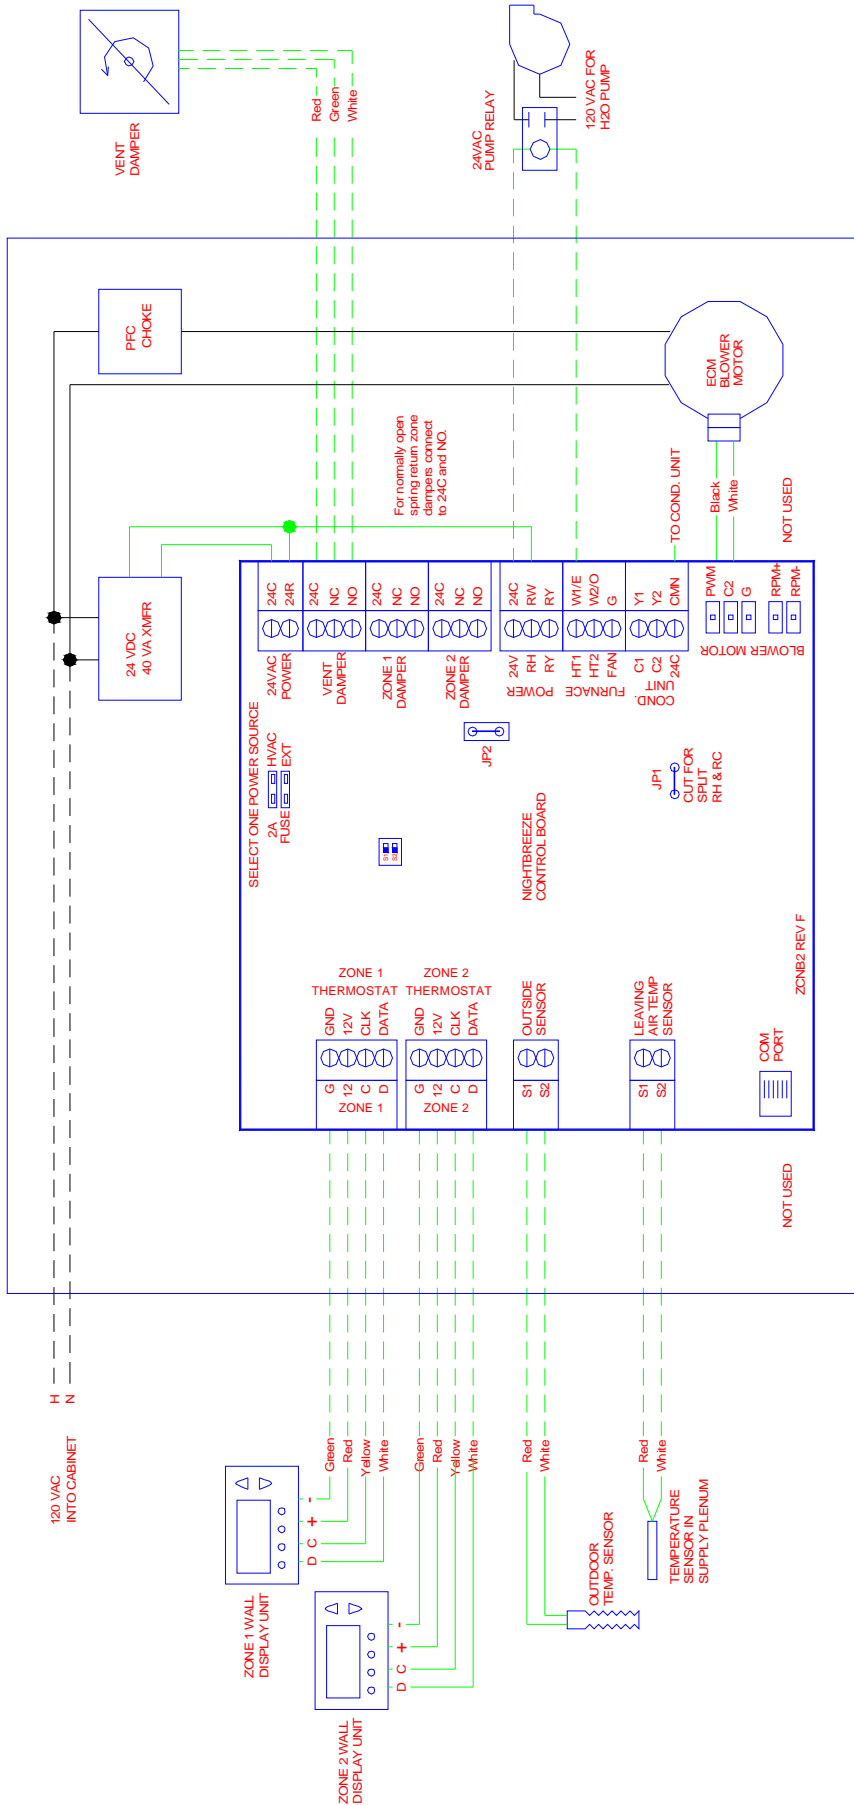 120 VAC
INTO CABINET
H
N
ZONE 1 WALL
DISPLAY UNIT
D
C
+
-
Green
Red
Yellow
White
ZONE 2 WALL
DISPLAY UNIT
D
C
+
-
Green
Red
Yellow
White
OUTDOOR
TEMP. SENSOR
Red
White
TEMPERATURE
SENSOR IN
SUPPLY PLENUM
Red
White
NOT USED
G
12
C
D
ZONE 1
GND
12V
CLK
DATA
ZONE 1
THERMOSTAT
G
12
C
D
ZONE 2
GND
12V
CLK
DATA
ZONE 2
THERMOSTAT
S1
S2
OUTSIDE
SENSOR
S1
S2
LEAVING
AIR TEMP
SENSOR
COM
PORT
ZCNB2 REV F
NIGHTBREEZE
CONTROL BOARD
S1
S2
SELECT ONE POWER SOURCE
2A
FUSE
HVAC
EXT
JP2
JP1
CUT FOR
SPLIT
RH & RC
24VAC
POWER
24C
24R
VENT
DAMPER
24C
NC
NO
ZONE 1
DAMPER
24C
NC
NO
ZONE 2
DAMPER
24C
NC
NO
24V
RH
RY
POWER
24C
RW
RY
HT1
HT2
FAN
FURNACE
W1/E
W2/O
G
C1
C2
24C
COND.
UNIT
Y1
Y2
CMN
BLOWER MOTOR
PWM
C2
G
RPM+
RPM-
NOT USED
24 VDC
40 VA XMFR
PFC
CHOKE
For normally open
spring return zone
dampers connect
to 24C and NO.
TO COND. UNIT
Black
White
ECM
BLOWER
MOTOR
VENT
DAMPER
Red
Green
White
24VAC
PUMP RELAY
120 VAC FOR
H2O PUMP